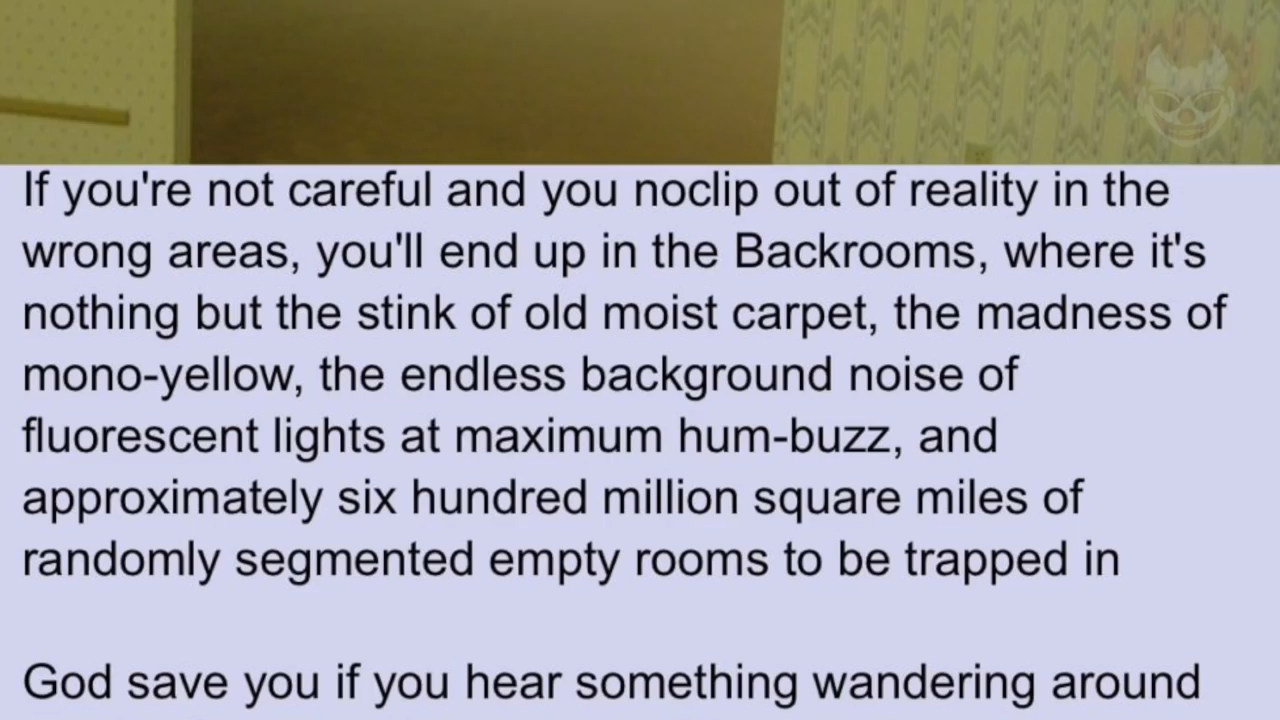 If you're not careful and you noclip out of reality in the
wrong areas, you'll end up in the Backrooms, where it's
nothing but the stink of old moist carpet, the madness of
mono-yellow, the endless background noise of
fluorescent lights at maximum hum-buzz, and
approximately six hundred million square miles of
randomly segmented empty rooms to be trapped in
God save you if you hear something wandering around